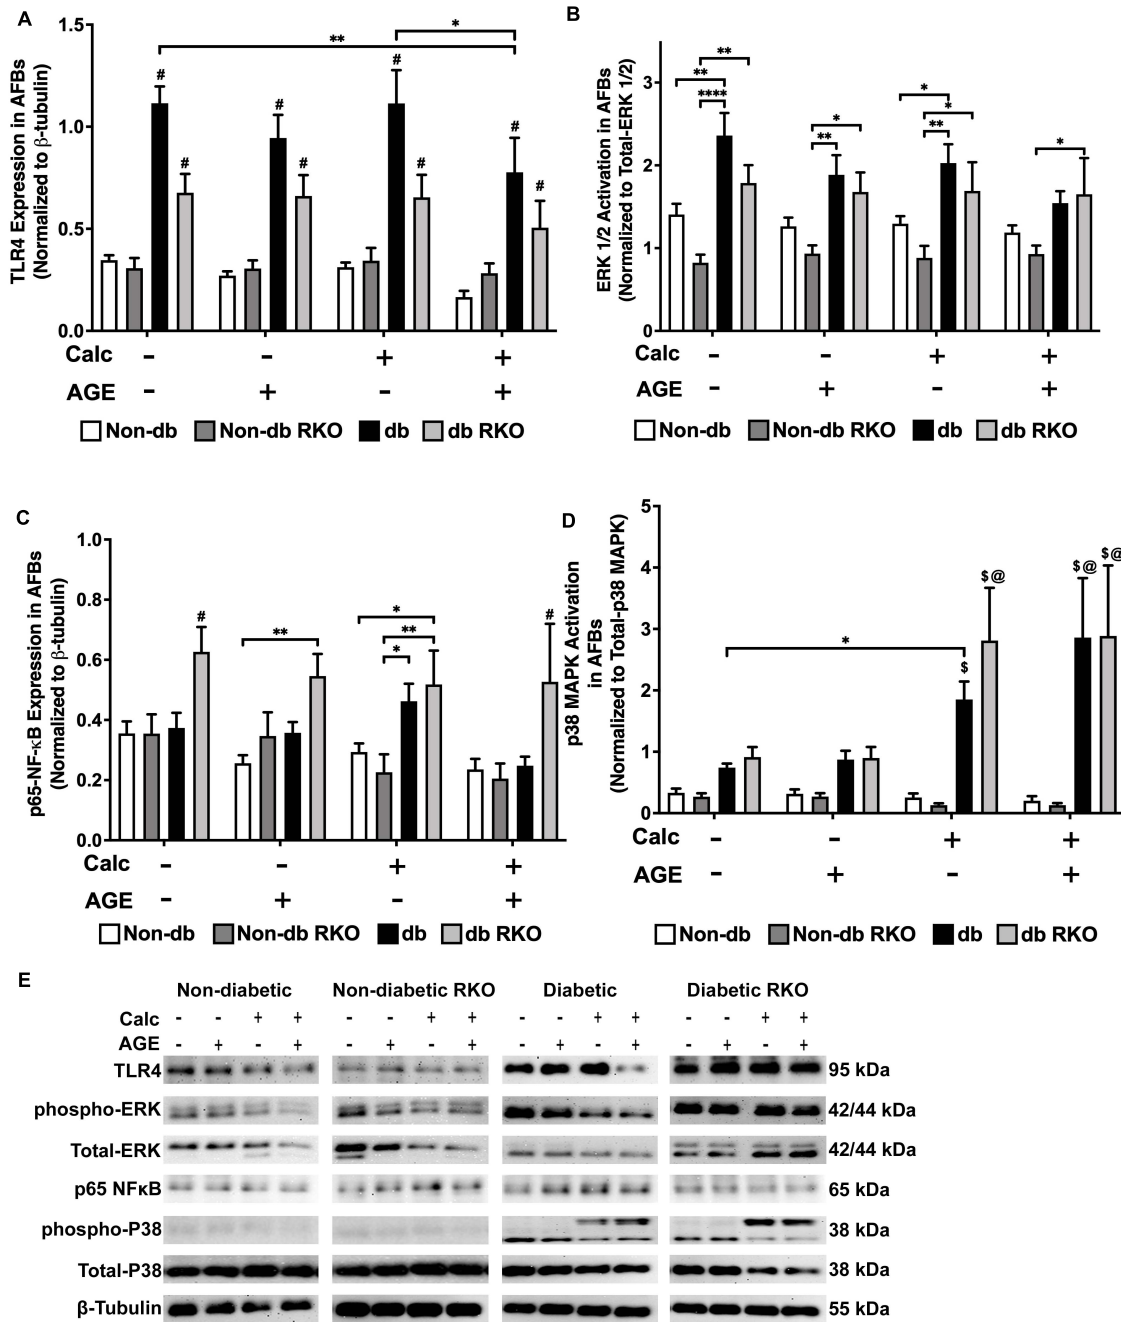 A
TLR4 Expression in AFBs
(Normalized to β-tubulin)
1.5
1.0
0.5
0.0
*
**
# # # # # # # #
Calc - - + +
AGE - + - +
Non-db Non-db RKO db db RKO
B
ERK 1/2 Activation in AFBs
(Normalized to Total-ERK 1/2)
3
2
1
0
** ** **** * ** * * ** *
Calc - - + +
AGE - + - +
Non-db Non-db RKO db db RKO
C
p65-NF-κB Expression in AFBs
(Normalized to β-tubulin)
1.0
0.8
0.6
0.4
0.2
0.0
# ** * ** * #
Calc - - + +
AGE - + - +
Non-db Non-db RKO db db RKO
D
p38 MAPK Activation
in AFBs
(Normalized to Total-p38 MAPK)
5
4
3
2
1
0
* $ $@ $@ $@
Calc - - + +
AGE - + - +
Non-db Non-db RKO db db RKO
E
Non-diabetic Non-diabetic RKO Diabetic Diabetic RKO
Calc - - + + - - + + - - + + - - + +
AGE - + - + - + - + - + - + - + - +
TLR4 95 kDa
phospho-ERK 42/44 kDa
Total-ERK 42/44 kDa
p65 NFκB 65 kDa
phospho-P38 38 kDa
Total-P38 38 kDa
β-Tubulin 55 kDa